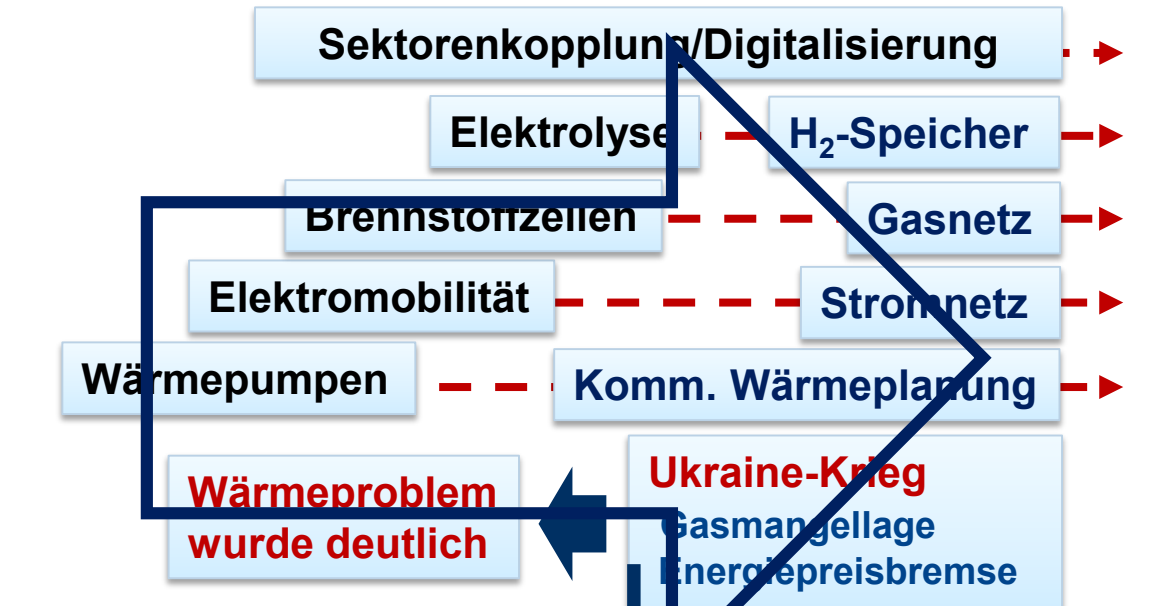 Sektorenkopplung/Digitalisierung
Elektrolyse
H₂-Speicher
Brennstoffzellen
Gasnetz
Elektromobilität
Stromnetz
Wärmepumpen
Komm. Wärmeplanung
Wärmeproblem
wurde deutlich
Ukraine-Krieg
Gasmangellage
Energiepreisbremse